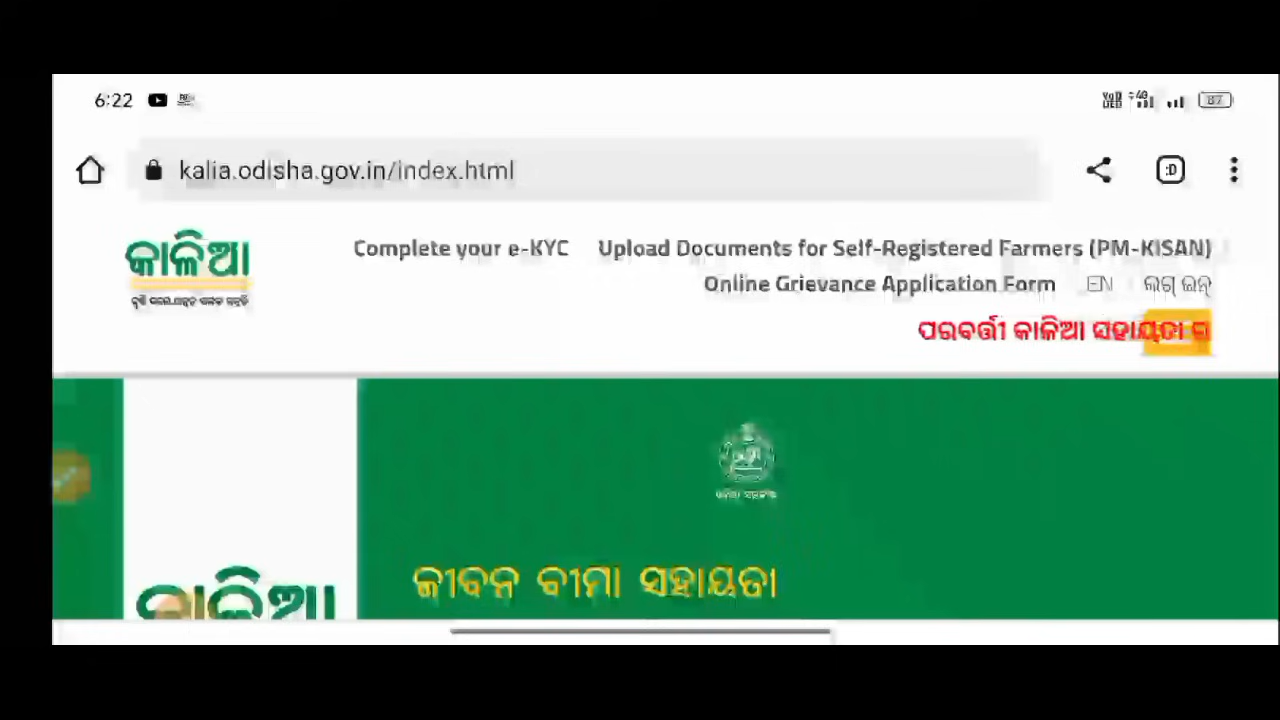 6:22
87
kalia.odisha.gov.in/index.html
:D
କାଳିଆ
Complete your e-KYC Upload Documents for Self-Registered Farmers (PM-KISAN)
Online Grievance Application Form EN ଲଗ୍ ଇନ୍
ପରବର୍ତ୍ତୀ କାଳିଆ ସହାୟତା ର
ଜୀବନ ବୀମା ସହାୟତା
କାଳିଆ